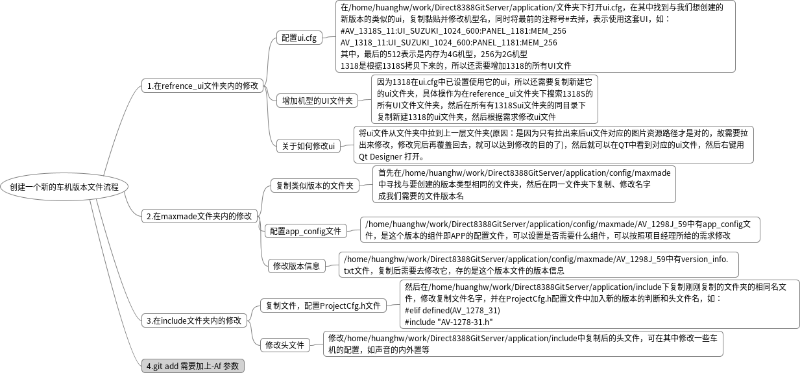 创建一个新的车机版本文件流程
1.在refrence_ui文件夹内的修改
配置ui.cfg
在/home/huanghw/work/Direct8388GitServer/application/文件夹下打开ui.cfg，在其中找到与我们想创建的
新版本的类似的ui，复制黏贴并修改机型名，同时将最前的注释号#去掉，表示使用这套UI，如：
#AV_1318S_11:UI_SUZUKI_1024_600:PANEL_1181:MEM_256
AV_1318_11:UI_SUZUKI_1024_600:PANEL_1181:MEM_256
其中，最后的512表示是内存为4G机型，256为2G机型
1318是根据1318S拷贝下来的，所以还需要增加1318的所有UI文件
增加机型的UI文件夹
因为1318在ui.cfg中已设置使用它的ui，所以还需要复制新建它
的ui文件夹，具体操作为在reference_ui文件夹下搜索1318S的
所有UI文件文件夹，然后在所有有1318Sui文件夹的同目录下
复制新建1318的ui文件夹，然后根据需求修改ui文件
关于如何修改ui
将ui文件从文件夹中拉到上一层文件夹(原因：是因为只有拉出来后ui文件对应的图片资源路径才是对的，故需要拉
出来修改，修改完后再覆盖回去，就可以达到修改的目的了)，然后就可以在QT中看到对应的ui文件，然后右键用
Qt Designer 打开。
2.在maxmade文件夹内的修改
复制类似版本的文件夹
首先在/home/huanghw/work/Direct8388GitServer/application/config/maxmade
中寻找与要创建的版本类型相同的文件夹，然后在同一文件夹下复制、修改名字
成我们需要的文件版本名
配置app_config文件
/home/huanghw/work/Direct8388GitServer/application/config/maxmade/AV_1298J_59中有app_config文
件，是这个版本的组件即APP的配置文件，可以设置是否需要什么组件，可以按照项目经理所给的需求修改
修改版本信息
/home/huanghw/work/Direct8388GitServer/application/config/maxmade/AV_1298J_59中有version_info.
txt文件，复制后需要去修改它，存的是这个版本文件的版本信息
3.在include文件夹内的修改
复制文件，配置ProjectCfg.h文件
然后在/home/huanghw/work/Direct8388GitServer/application/include下复制刚刚复制的文件夹的相同名文
件，修改复制文件名字，并在ProjectCfg.h配置文件中加入新的版本的判断和头文件名，如：
#elif defined(AV_1278_31)
#include "AV-1278-31.h"
修改头文件
修改/home/huanghw/work/Direct8388GitServer/application/include中复制后的头文件，可在其中修改一些车
机的配置，如声音的内外置等
4.git add 需要加上-Af 参数